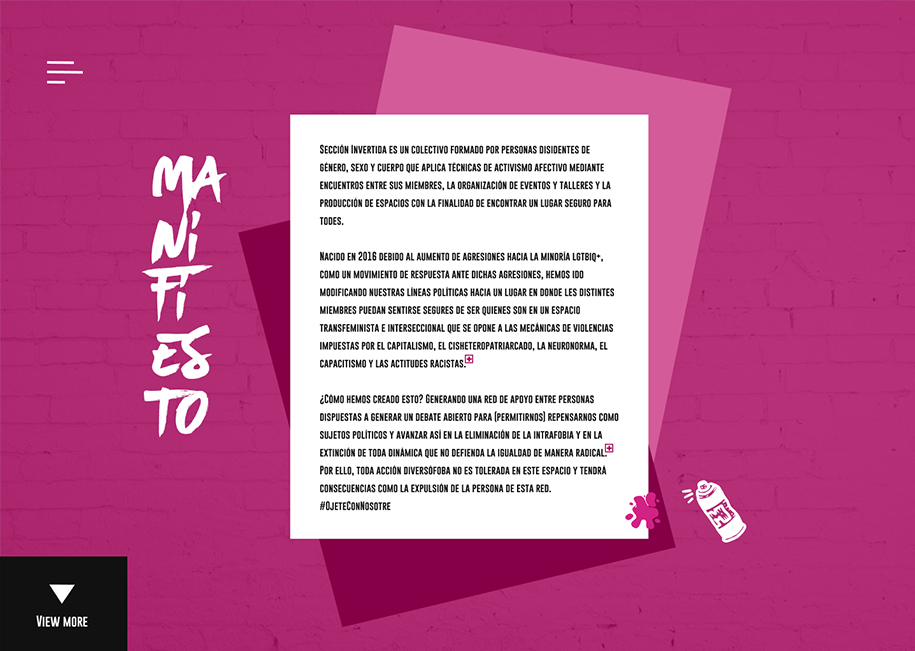 MA
NI
FI
ES
TO
Sección Invertida es un colectivo formado por personas disidentes de
género, sexo y cuerpo que aplica técnicas de activismo afectivo mediante
encuentros entre sus miembres, la organización de eventos y talleres y la
producción de espacios con la finalidad de encontrar un lugar seguro para
todes.
Nacido en 2016 debido al aumento de agresiones hacia la minoría lgtbiq+,
como un movimiento de respuesta ante dichas agresiones, hemos ido
modificando nuestras líneas políticas hacia un lugar en donde les distintes
miembres puedan sentirse segures de ser quienes son en un espacio
transfeminista e interseccional que se opone a las mecánicas de violencias
impuestas por el capitalismo, el cisheteropatriarcado, la neuronorma, el
capacitismo y las actitudes racistas.
¿Cómo hemos creado esto? Generando una red de apoyo entre personas
dispuestas a generar un debate abierto para (permitirnos) repensarnos como
sujetos políticos y avanzar así en la eliminación de la intrafobia y en la
extinción de toda dinámica que no defienda la igualdad de manera radical.
Por ello, toda acción diversófoba no es tolerada en este espacio y tendrá
consecuencias como la expulsión de la persona de esta red.
#OjeteConNosotre
View more